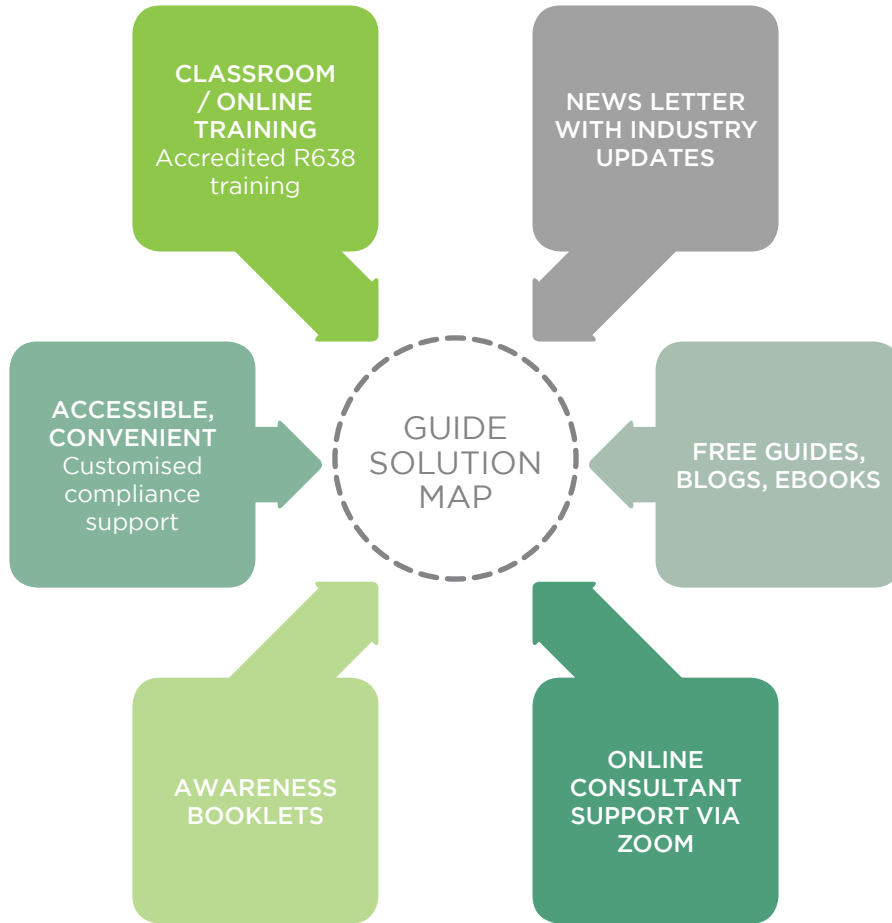 CLASSROOM
/ ONLINE
TRAINING
Accredited R638
training
NEWS LETTER
WITH INDUSTRY
UPDATES
ACCESSIBLE,
CONVENIENT
Customised
compliance
support
GUIDE
SOLUTION
MAP
FREE GUIDES,
BLOGS, EBOOKS
AWARENESS
BOOKLETS
ONLINE
CONSULTANT
SUPPORT VIA
ZOOM